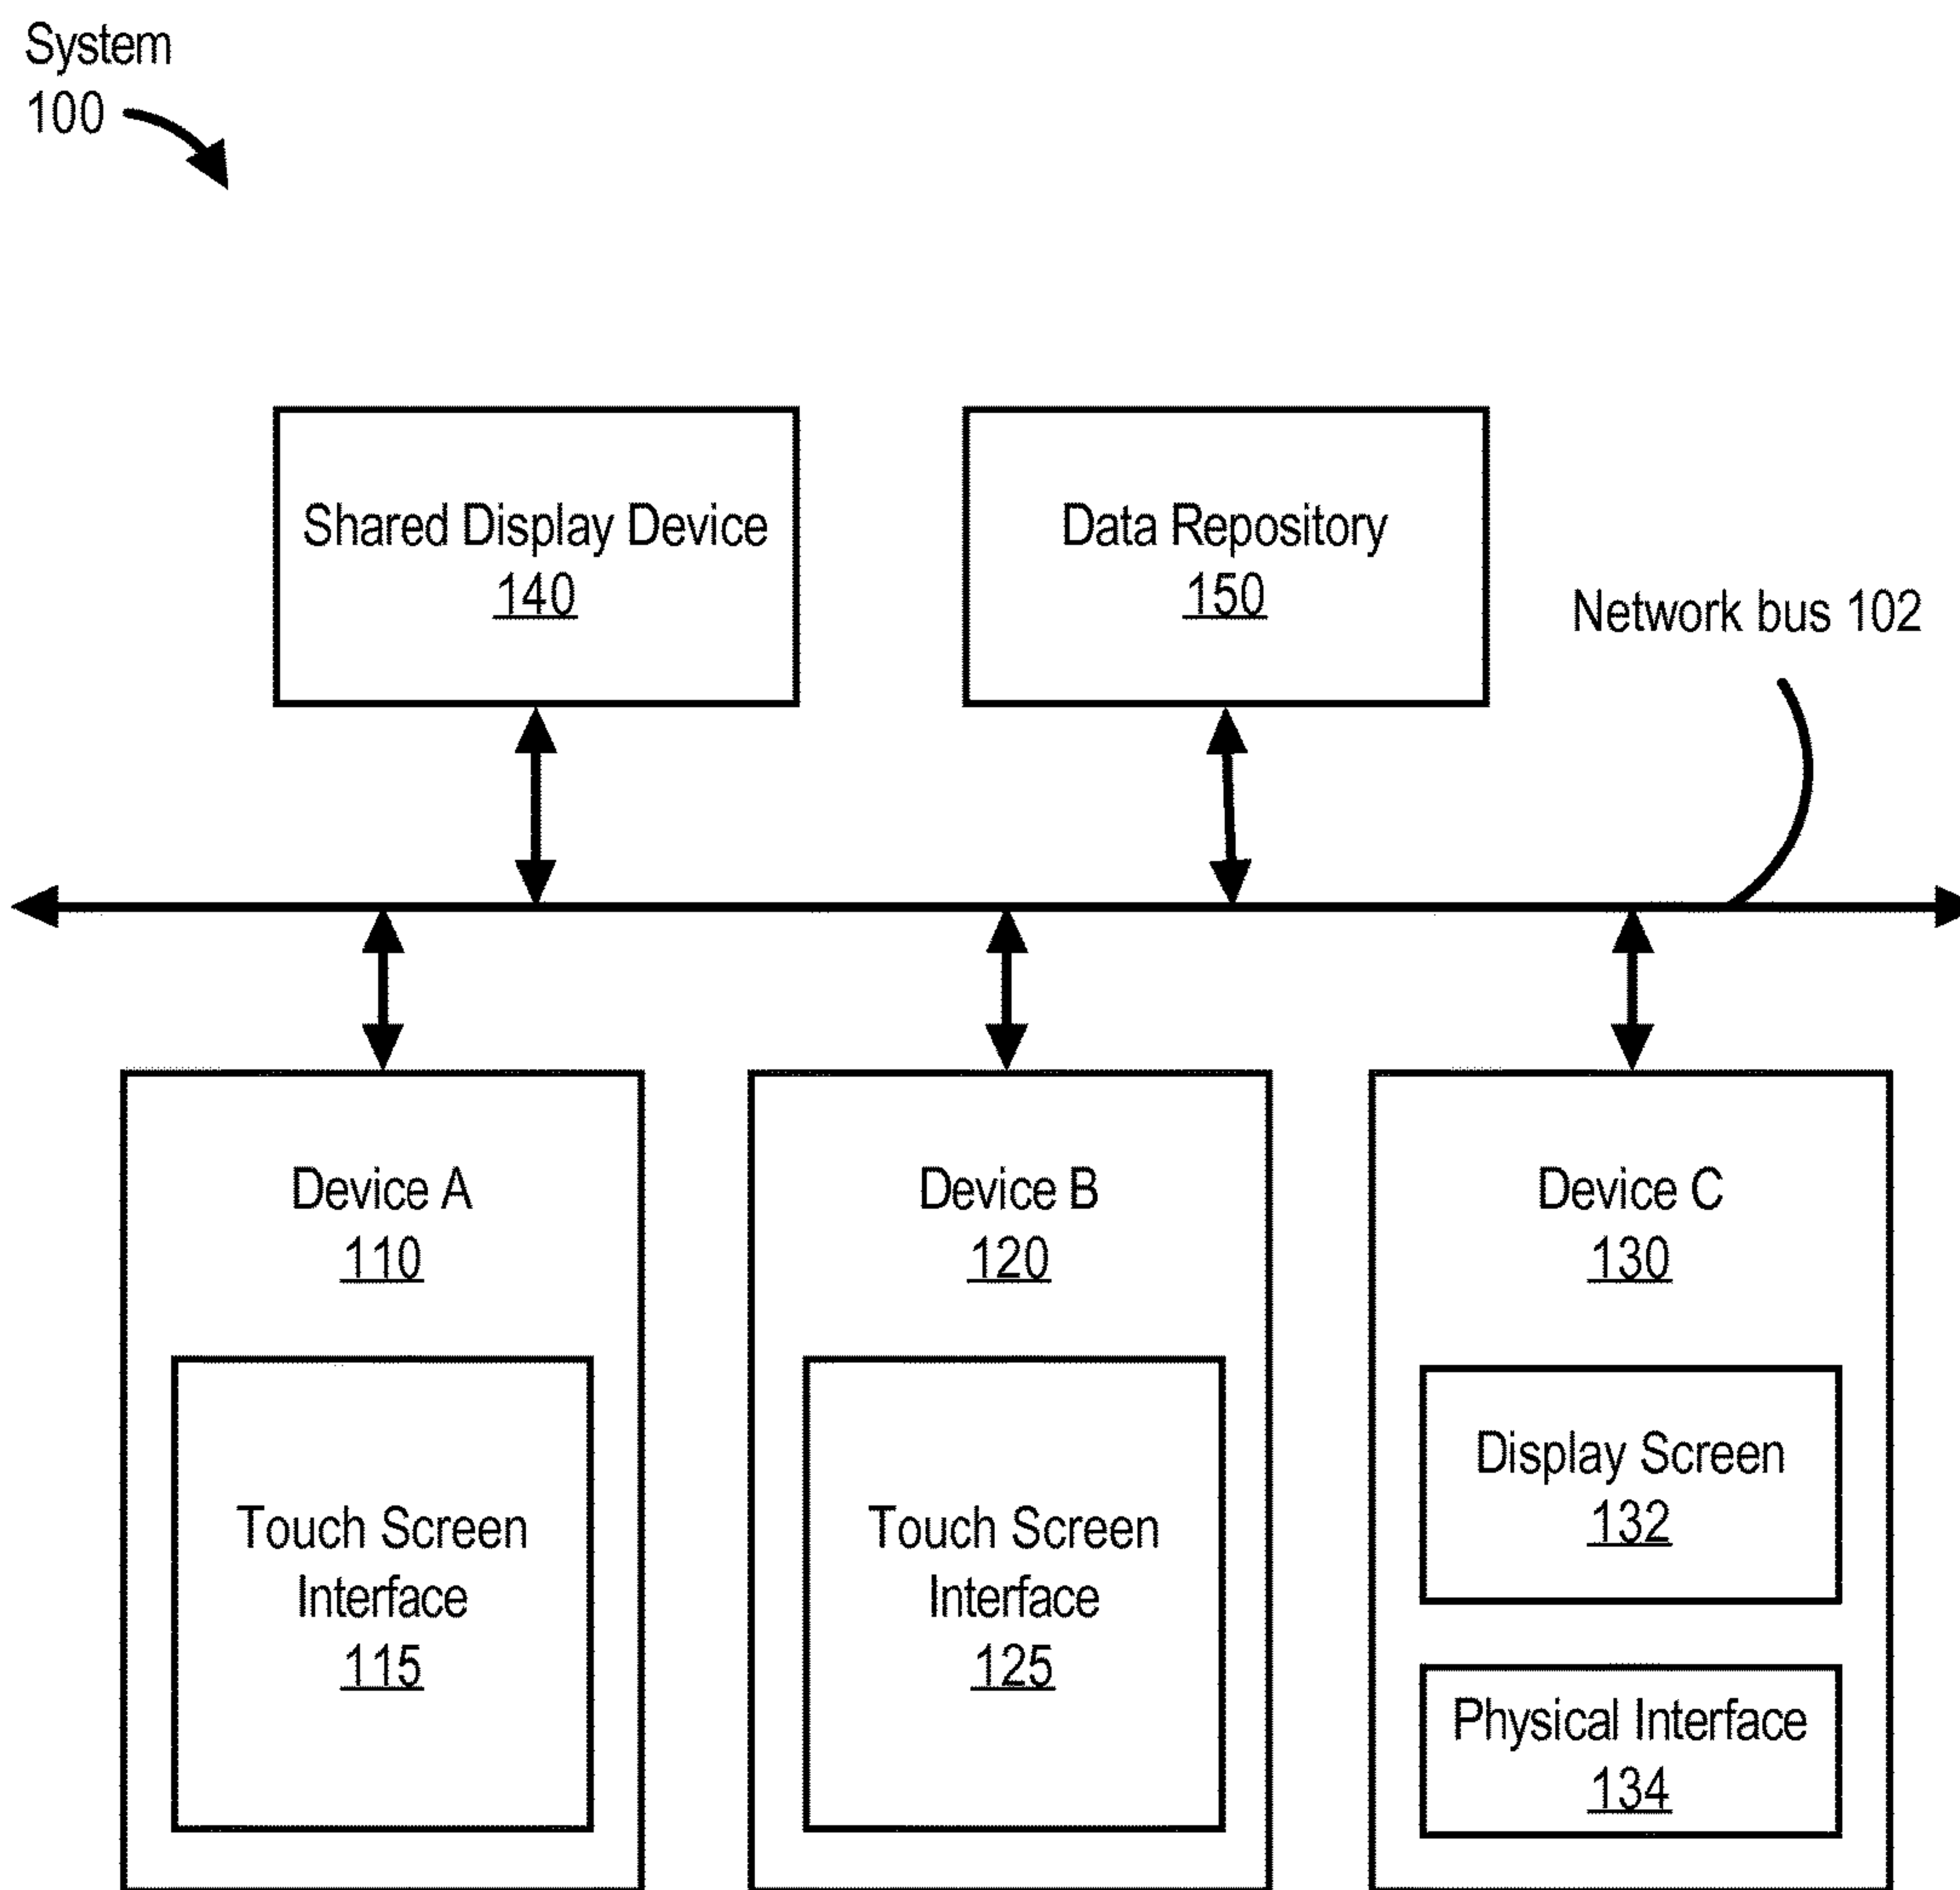 System
100
Shared Display Device
140
Data Repository
150
Network bus 102
Device A
110
Touch Screen
Interface
115
Device B
120
Touch Screen
Interface
125
Device C
130
Display Screen
132
Physical Interface
134